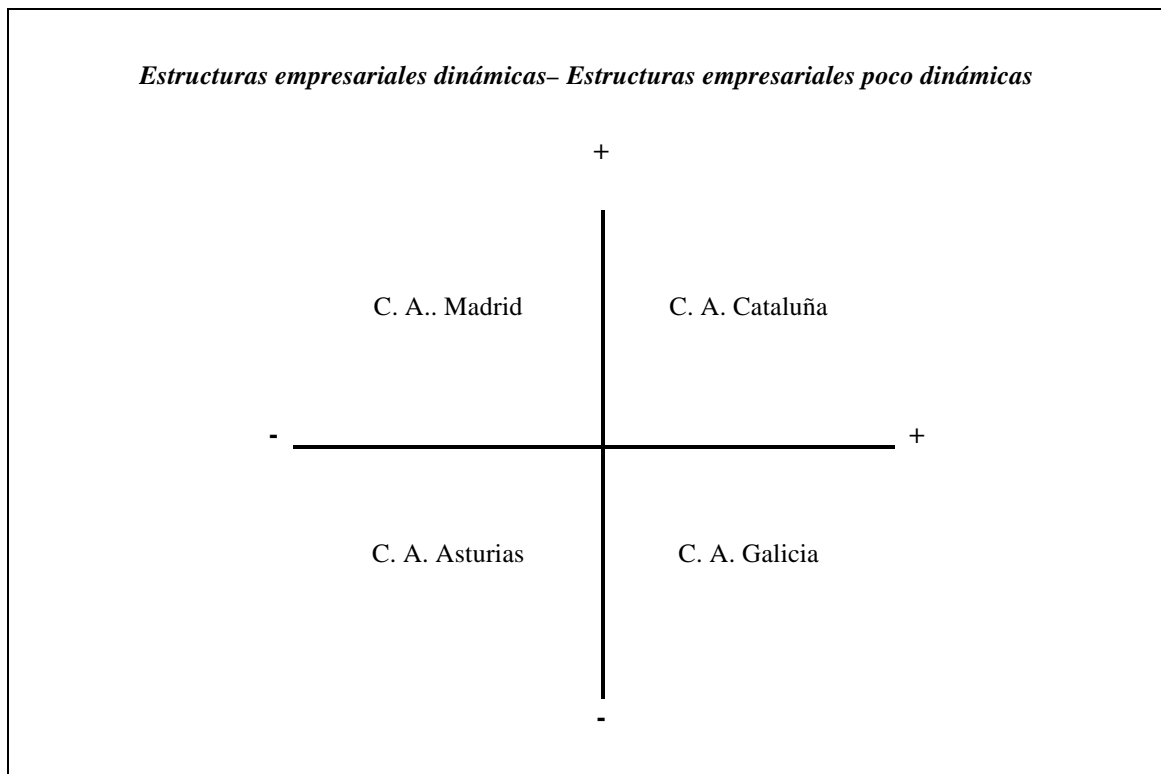 Estructuras empresariales dinámicas– Estructuras empresariales poco dinámicas
+
C. A.. Madrid C. A. Cataluña
- +
C. A. Asturias C. A. Galicia
-